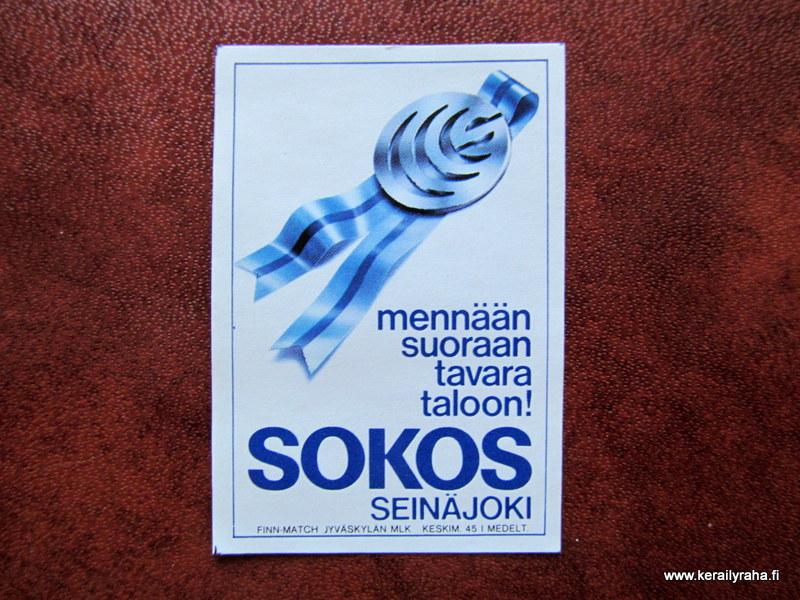 mennään
suoraan
tavara
taloon!
SOKOS
SEINÄJOKI
FINN-MATCH JYVÄSKYLÄN MLK KESKIM. 45 I MEDELT.
www.kerailyraha.fi